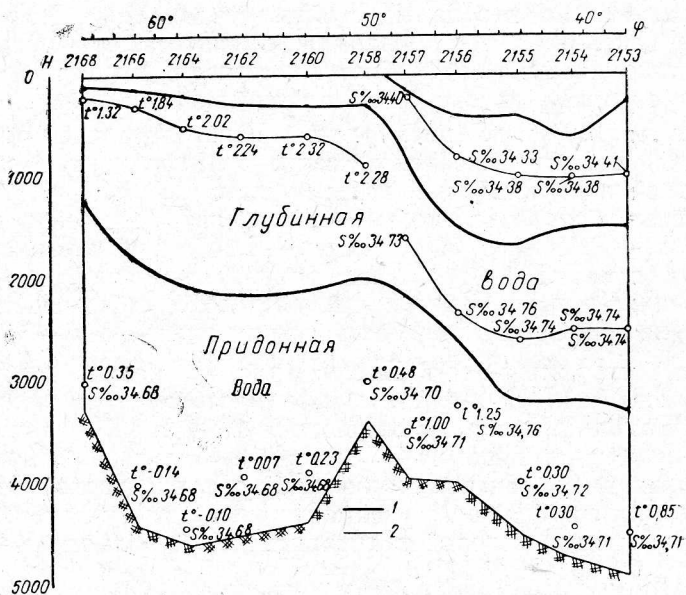 60° 50° 40° φ
H 2168 2166 2164 2162 2160 2158 2157 2156 2155 2154 2153
0
S‰34.40
t°1.32 t°1.84
t°2.02
t°2.24 t°2.32
S‰34.33 S‰34.41
t°2.28
S‰34.38 S‰34.38
1000
Глубинная
S‰34.73
вода
2000
S‰34.76 S‰34.74
S‰34.74 S‰34.74
Придонная
Вода
3000
t°0.35 t°0.48
S‰34.68 S‰34.70
t°1.00 t°1.25
S‰34.71 S‰34,76
t°-0.14 t°0.07 t°0.23 t°0.30
S‰34.68 S‰34.68 S‰34.68 S‰34.72
4000
t°-0.10 t°0.30 t°0,85
S‰34.68 S‰34.71 S‰34,71
1
2
5000